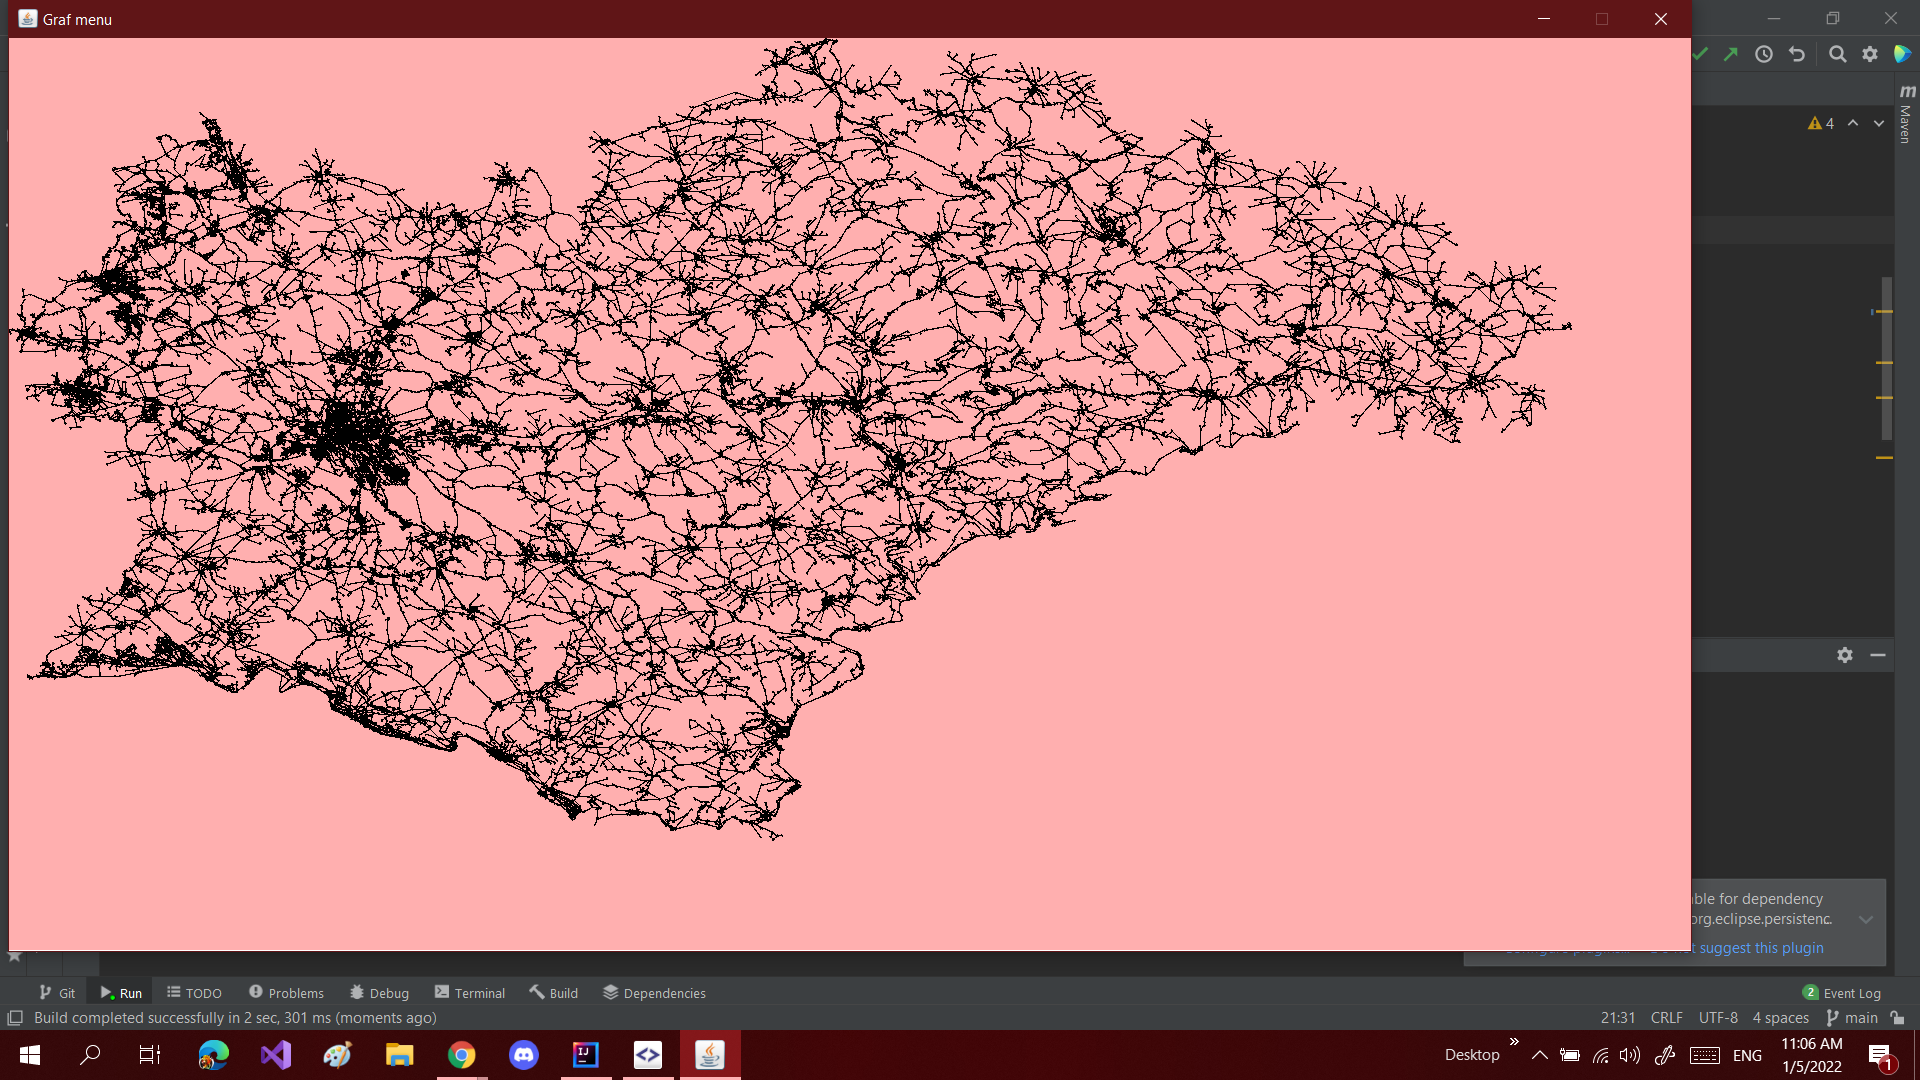 Graf menu
4
m
Maven
able for dependency
org.eclipse.persistenc.
suggest this plugin
Git
Run
TODO
Problems
Debug
Terminal
Build
Dependencies
2 Event Log
Build completed successfully in 2 sec, 301 ms (moments ago)
21:31 CRLF UTF-8 4 spaces main
IJ
Desktop
ENG
11:06 AM
1/5/2022
1